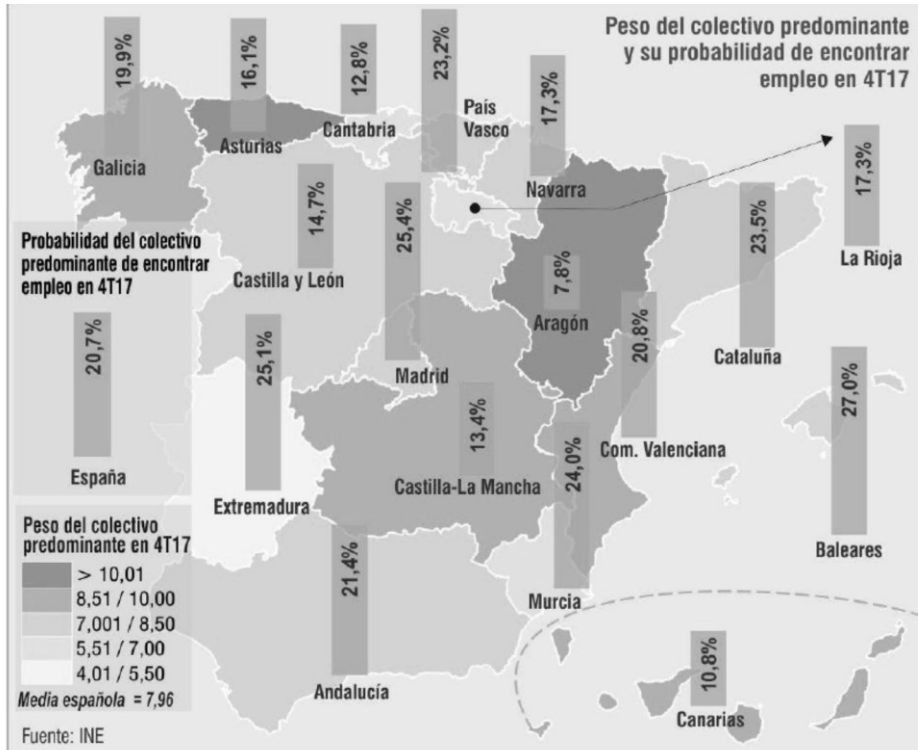 Peso del colectivo predominante
y su probabilidad de encontrar
empleo en 4T17
19,9%
Galicia
16,1%
Asturias
12,8%
Cantabria
23,2%
País
Vasco
17,3%
Navarra
17,3%
La Rioja
14,7%
Castilla y León
25,4%
Madrid
7,8%
Aragón
23,5%
Cataluña
Probabilidad del colectivo
predominante de encontrar
empleo en 4T17
20,7%
España
25,1%
Extremadura
13,4%
Castilla-La Mancha
20,8%
Com. Valenciana
27,0%
Baleares
24,0%
Murcia
21,4%
Andalucía
10,8%
Canarias
Peso del colectivo
predominante en 4T17
> 10,01
8,51 / 10,00
7,001 / 8,50
5,51 / 7,00
4,01 / 5,50
Media española = 7,96
Fuente: INE